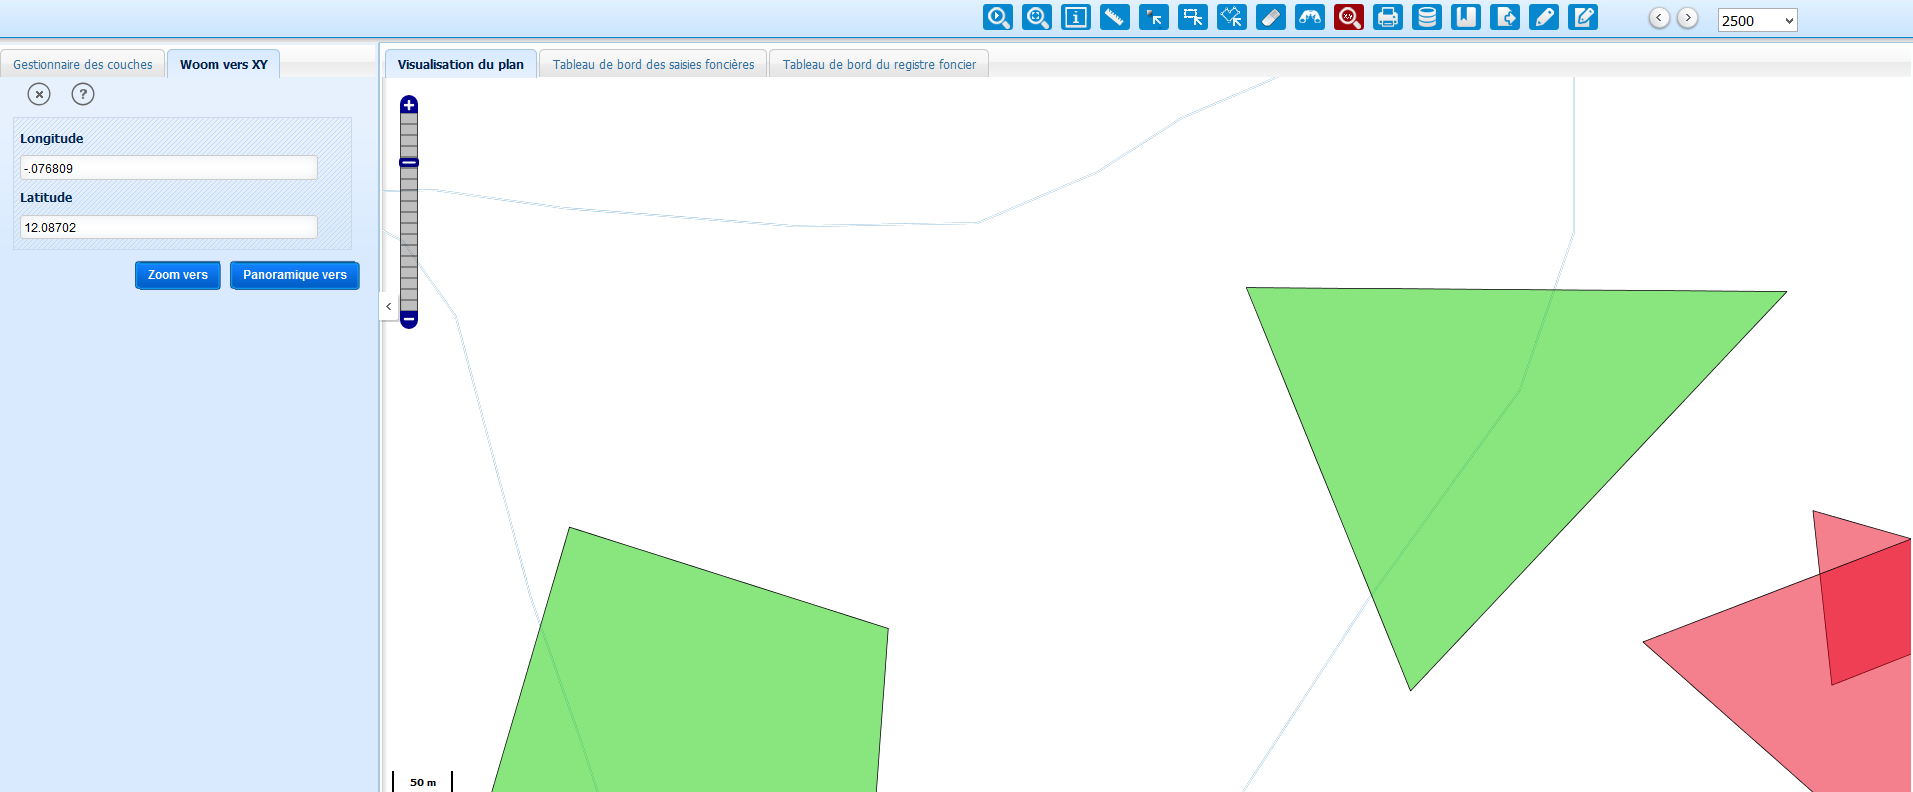 2500
Gestionnaire des couches
Woom vers XY
Visualisation du plan
Tableau de bord des saisies foncières
Tableau de bord du registre foncier
Longitude
-.076809
Latitude
12.08702
Zoom vers
Panoramique vers
50 m